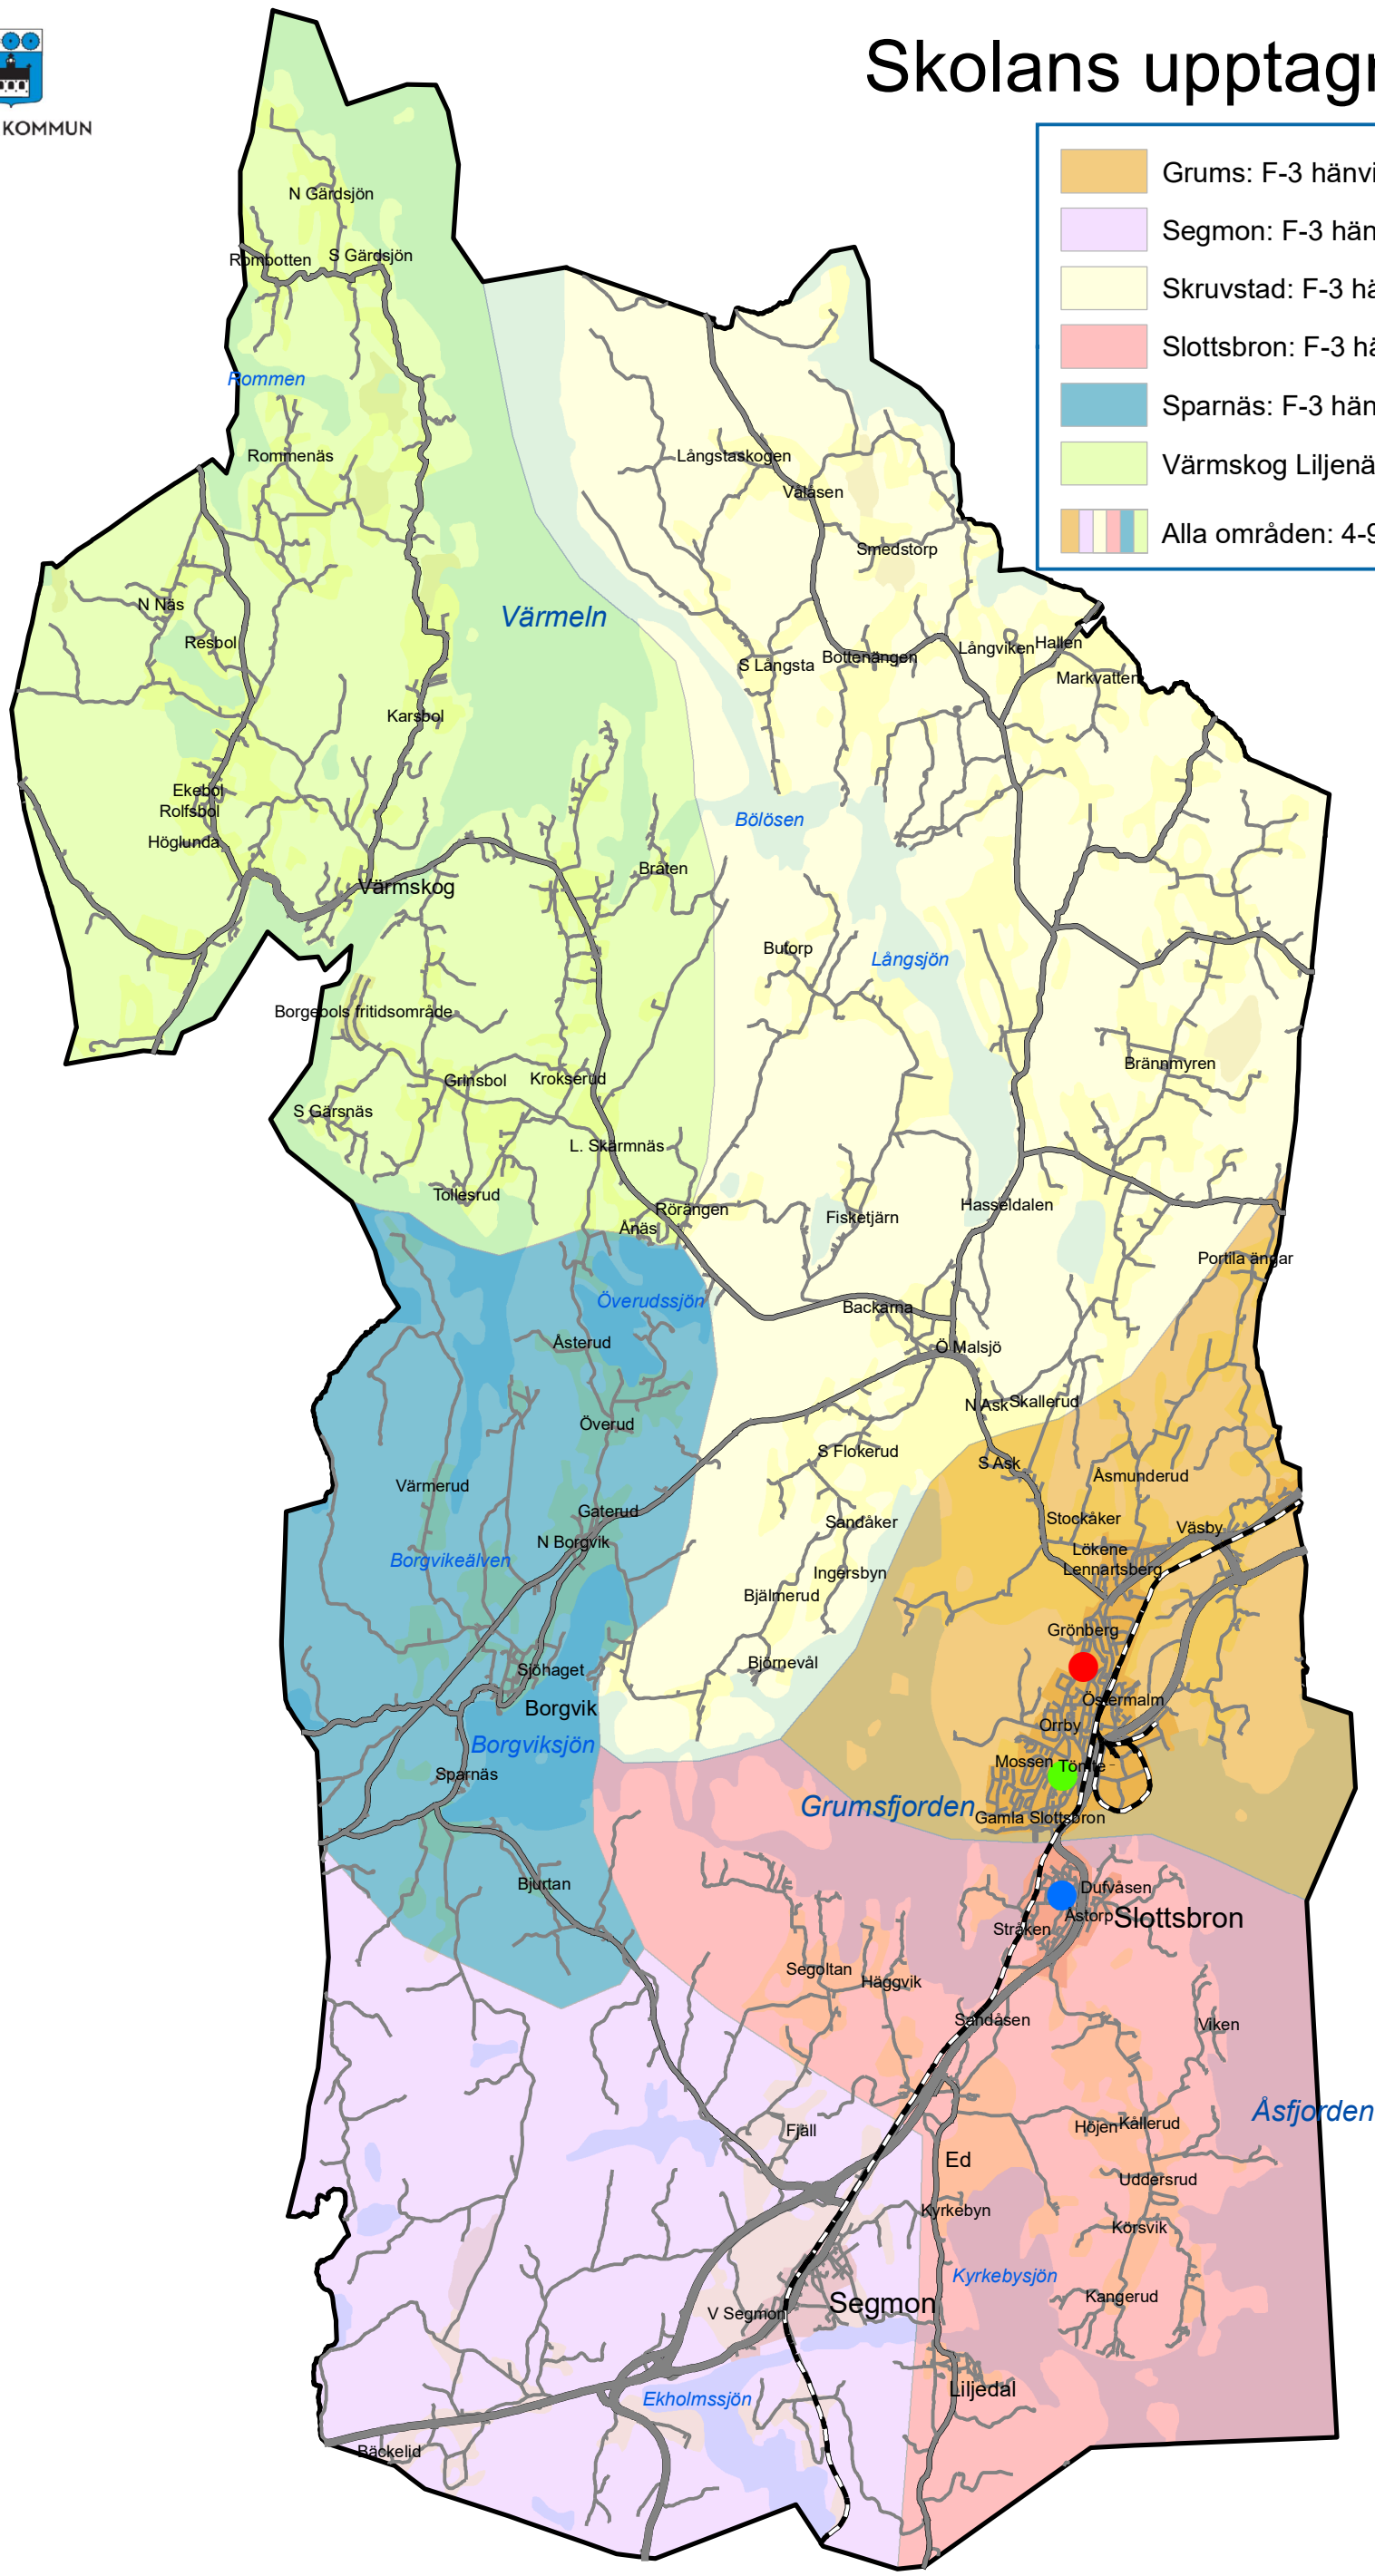 KOMMUN
Skolans upptagn
Grums: F-3 hänvi
Segmon: F-3 hän
Skruvstad: F-3 hä
Slottsbron: F-3 hä
Sparnäs: F-3 hän
Värmskog Liljenä
Alla områden: 4-9
N Gärdsjön
Rombotten
S Gärdsjön
Rommen
Rommenäs
Långstaskogen
Vålåsen
Smedstorp
N Näs
Resbol
Värmeln
S Långsta
Bottenängen
Långviken
Hallen
Markvatten
Karsbol
Ekebol
Rolfsbol
Höglunda
Bölösen
Bråten
Värmskog
Butorp
Långsjön
Borgebols fritidsområde
Brännmyren
Grinsbol
Krokserud
S Gärsnäs
L. Skärmnäs
Tollesrud
Rörängen
Ånäs
Fisketjärn
Hasseldalen
Portila ängar
Överudssjön
Backarna
Åsterud
Ö Malsjö
N Ask
Skallerud
Överud
S Flokerud
S Ask
Åsmunderud
Värmerud
Gaterud
Sandåker
Stockåker
Väsby
N Borgvik
Lökene
Borgvikeälven
Lennartsberg
Ingersbyn
Bjälmerud
Grönberg
Björnevål
Sjöhaget
Östermalm
Borgvik
Orrby
Borgviksjön
Mossen
Sparnäs
Grumsfjorden
Gamla Slottsbron
Bjurtan
Dufvåsen
Åstorp
Slottsbron
Stråken
Segoltan
Häggvik
Sandåsen
Viken
Åsfjorden
Höjen
Kållerud
Fjäll
Ed
Uddersrud
Kyrkebyn
Körsvik
Kyrkebysjön
Kangerud
Segmon
V Segmon
Liljedal
Ekholmssjön
Bäckelid